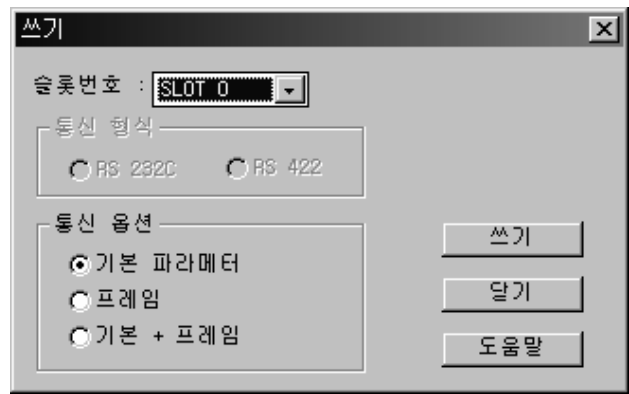 쓰기
슬롯번호 : SLOT 0
통신 형식
RS 232C RS 422
통신 옵션
기본 파라메터
프레임
기본 + 프레임
쓰기
닫기
도움말